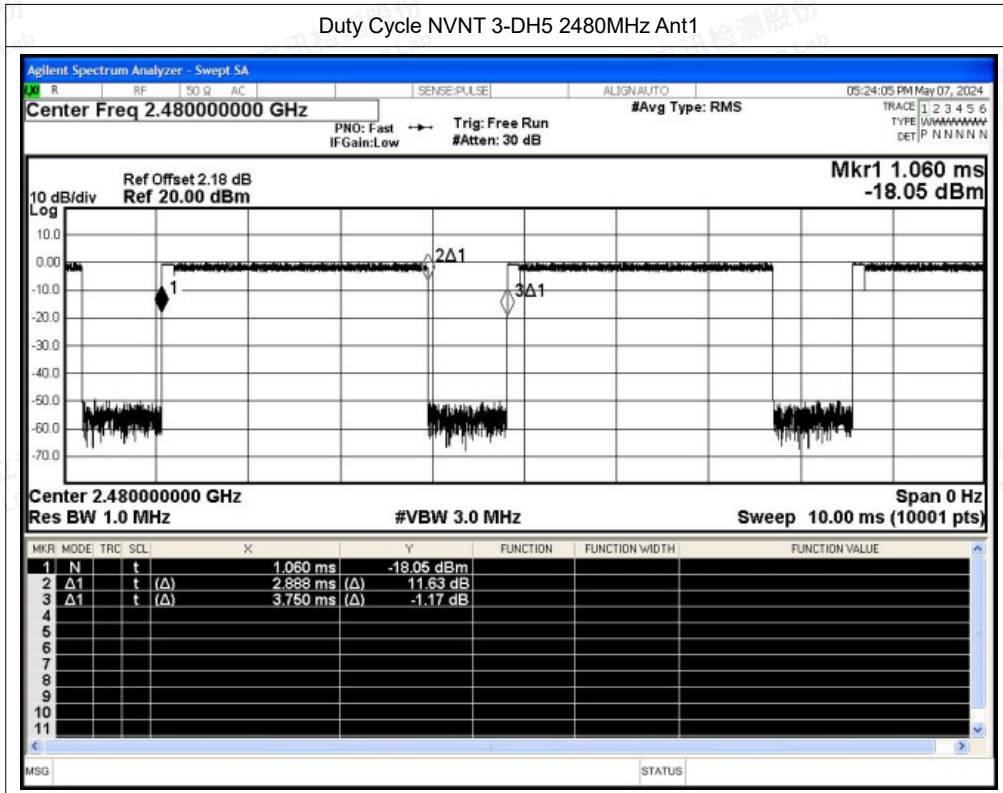 Duty Cycle NVNT 3-DH5 2480MHz Ant1
Agilent Spectrum Analyzer - Swept SA
LXI R RF 50 Ω AC SENSE:PULSE ALIGNAUTO 05:24:05 PM May 07, 2024
Center Freq 2.480000000 GHz #Avg Type: RMS TRACE 1 2 3 4 5 6
PNO: Fast Trig: Free Run TYPE
IFGain:Low #Atten: 30 dB DET P N N N N N
Mkr1 1.060 ms
Ref Offset 2.18 dB
10 dB/div Ref 20.00 dBm -18.05 dBm
Log
10.0
0.00
-10.0
-20.0
-30.0
-40.0
-50.0
-60.0
-70.0
1
2Δ1
3Δ1
Center 2.480000000 GHz Span 0 Hz
Res BW 1.0 MHz #VBW 3.0 MHz Sweep 10.00 ms (10001 pts)
MKR MODE TRC SCL X Y FUNCTION FUNCTION WIDTH FUNCTION VALUE
1 N t 1.060 ms -18.05 dBm
2 Δ1 t (Δ) 2.888 ms (Δ) 11.63 dB
3 Δ1 t (Δ) 3.750 ms (Δ) -1.17 dB
4
5
6
7
8
9
10
11
MSG STATUS